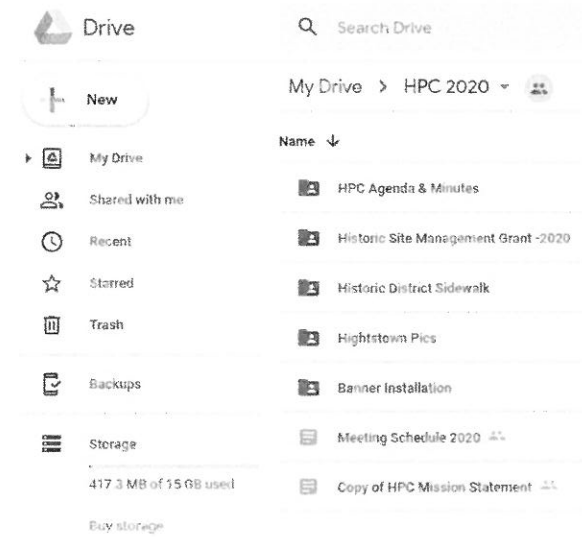 Drive
Search Drive
New
My Drive > HPC 2020
Name
My Drive
Shared with me
Recent
Starred
Trash
Backups
Storage
417.3 MB of 15 GB used
Buy storage
HPC Agenda & Minutes
Historic Site Management Grant -2020
Historic District Sidewalk
Hightstown Pics
Banner Installation
Meeting Schedule 2020
Copy of HPC Mission Statement